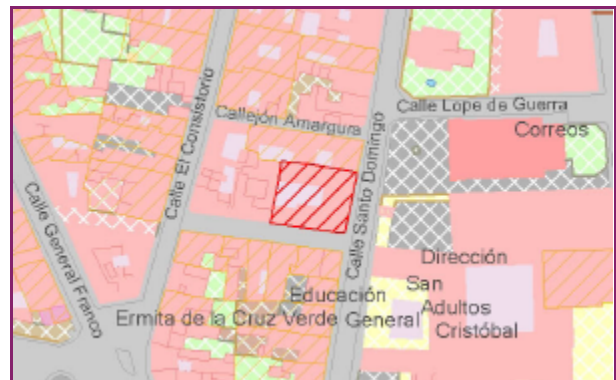 Calle El Consistorio
Callejón Amargura
Calle Santo Domingo
Calle Lope de Guerra
Correos
Calle General Franco
Dirección
Educación San
Adultos
Ermita de la Cruz Verde General
Cristóbal